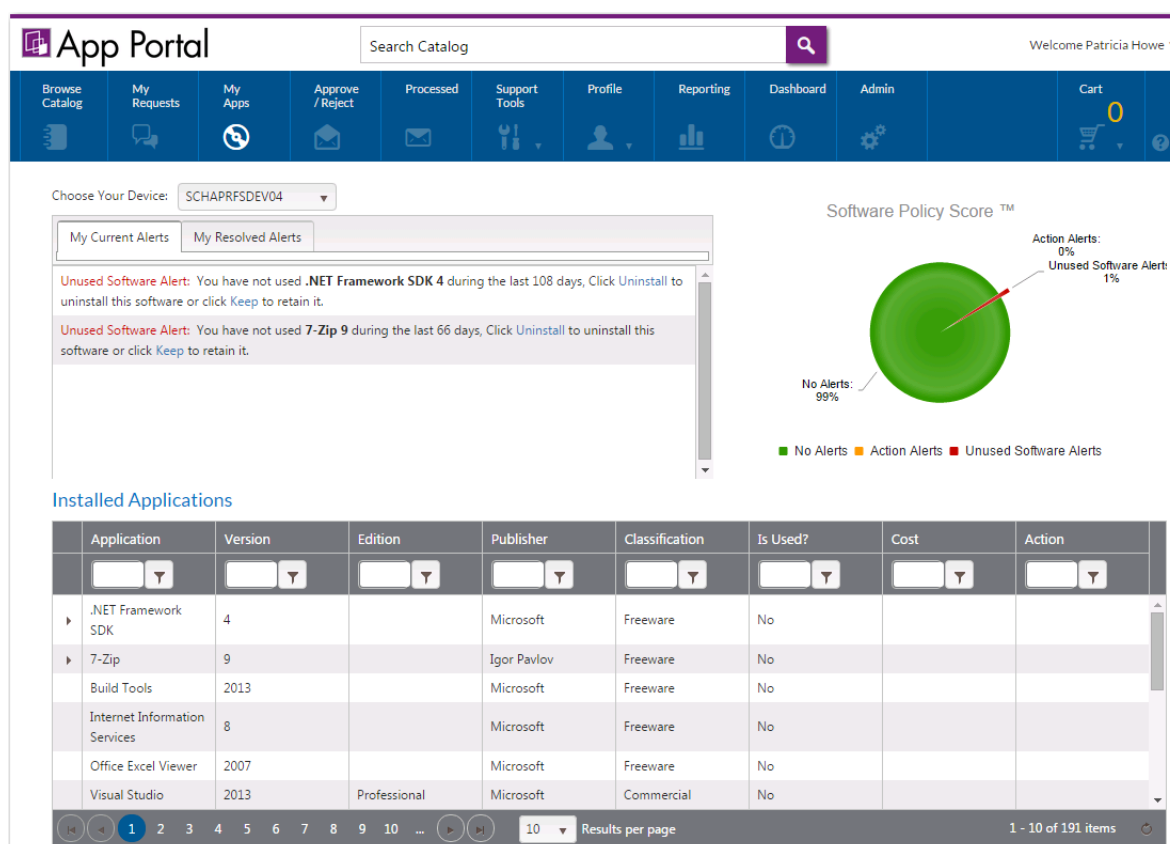 App Portal
Search Catalog
Welcome Patricia Howe
Browse Catalog
My Requests
My Apps
Approve / Reject
Processed
Support Tools
Profile
Reporting
Dashboard
Admin
Cart
0
Choose Your Device: SCHAPRFSDEV04
My Current Alerts My Resolved Alerts
Unused Software Alert: You have not used .NET Framework SDK 4 during the last 108 days, Click Uninstall to
uninstall this software or click Keep to retain it.
Unused Software Alert: You have not used 7-Zip 9 during the last 66 days, Click Uninstall to uninstall this
software or click Keep to retain it.
Software Policy Score ™
Action Alerts:
0%
Unused Software Alerts
1%
No Alerts:
99%
No Alerts Action Alerts Unused Software Alerts
Installed Applications
Application Version Edition Publisher Classification Is Used? Cost Action
.NET Framework SDK 4 Microsoft Freeware No
7-Zip 9 Igor Pavlov Freeware No
Build Tools 2013 Microsoft Freeware No
Internet Information Services 8 Microsoft Freeware No
Office Excel Viewer 2007 Microsoft Freeware No
Visual Studio 2013 Professional Microsoft Commercial No
1 2 3 4 5 6 7 8 9 10 ... 10 Results per page 1 - 10 of 191 items